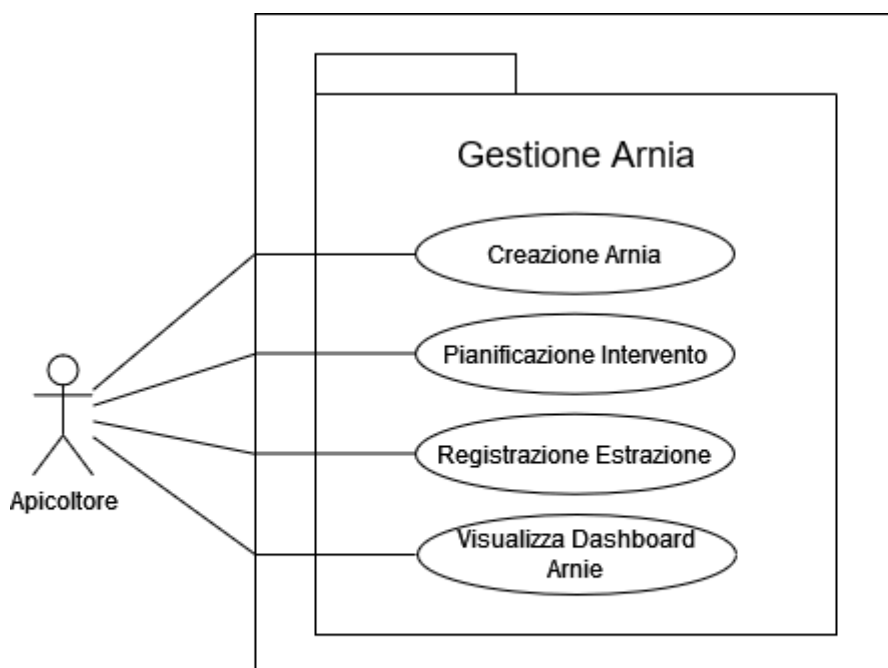 Gestione Arnia
Creazione Arnia
Pianificazione Intervento
Registrazione Estrazione
Apicoltore
Visualizza Dashboard
Arnie